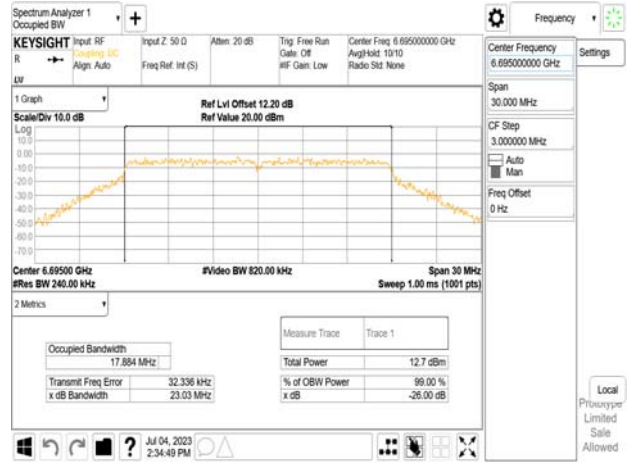 Spectrum Analyzer 1
Occupied BW
Frequency
KEYSIGHT Input: RF Input Z: 50 Ω Atten: 20 dB Trig: Free Run Center Freq: 6.695000000 GHz
R Coupling: DC Gate: Off Avg|Hold: 10/10
Align: Auto Freq Ref: Int (S) #IF Gain: Low Radio Std: None
LXI
Center Frequency
6.695000000 GHz
Settings
Span
30.000 MHz
CF Step
3.000000 MHz
Auto
Man
Freq Offset
0 Hz
1 Graph
Ref Lvl Offset 12.20 dB
Scale/Div 10.0 dB Ref Value 20.00 dBm
Log
10.0
0.00
-10.0
-20.0
-30.0
-40.0
-50.0
-60.0
-70.0
Center 6.69500 GHz #Video BW 820.00 kHz Span 30 MHz
#Res BW 240.00 kHz Sweep 1.00 ms (1001 pts)
2 Metrics
Measure Trace Trace 1
Occupied Bandwidth
17.884 MHz Total Power 12.7 dBm
Transmit Freq Error 32.336 kHz % of OBW Power 99.00 %
x dB Bandwidth 23.03 MHz x dB -26.00 dB
Local
Prototype
Limited
Sale
Allowed
? Jul 04, 2023
2:34:49 PM